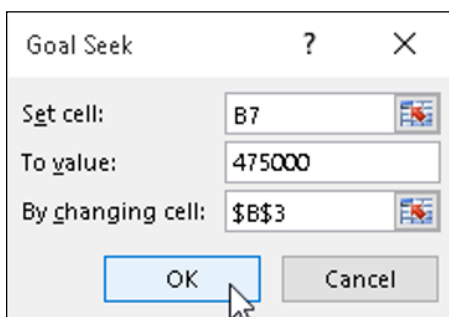 Goal Seek ?
Set cell: B7
To value: 475000
By changing cell: $B$3
OK Cancel